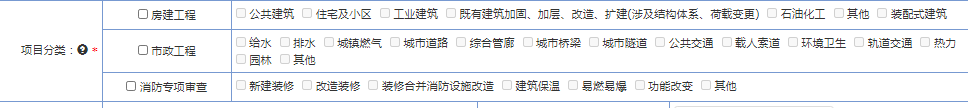 房建工程 公共建筑 住宅及小区 工业建筑 既有建筑加固、加层、改造、扩建(涉及结构体系、荷载变更) 石油化工 其他 装配式建筑
项目分类： * 市政工程 给水 排水 城镇燃气 城市道路 综合管廊 城市桥梁 城市隧道 公共交通 载人索道 环境卫生 轨道交通 热力
园林 其他
消防专项审查 新建装修 改造装修 装修合并消防设施改造 建筑保温 易燃易爆 功能改变 其他